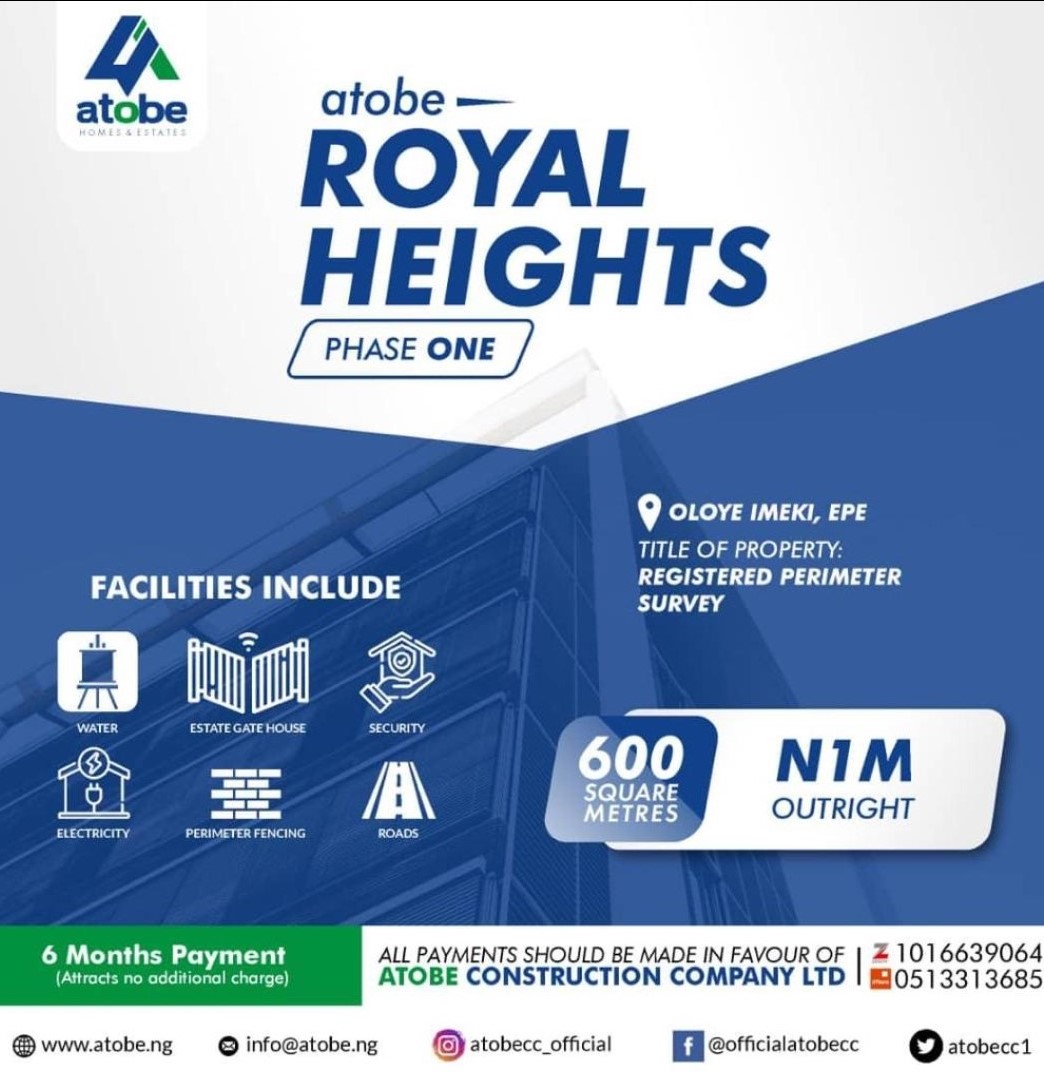 atobe
HOMES & ESTATES
atobe
ROYAL
HEIGHTS
PHASE ONE
OLOYE IMEKI, EPE
TITLE OF PROPERTY:
REGISTERED PERIMETER
SURVEY
FACILITIES INCLUDE
WATER
ESTATE GATE HOUSE
SECURITY
ELECTRICITY
PERIMETER FENCING
ROADS
600
SQUARE
METRES
N1M
OUTRIGHT
6 Months Payment
(Attracts no additional charge)
ALL PAYMENTS SHOULD BE MADE IN FAVOUR OF
ATOBE CONSTRUCTION COMPANY LTD
1016639064
0513313685
www.atobe.ng
info@atobe.ng
atobecc_official
@officialatobecc
atobecc1